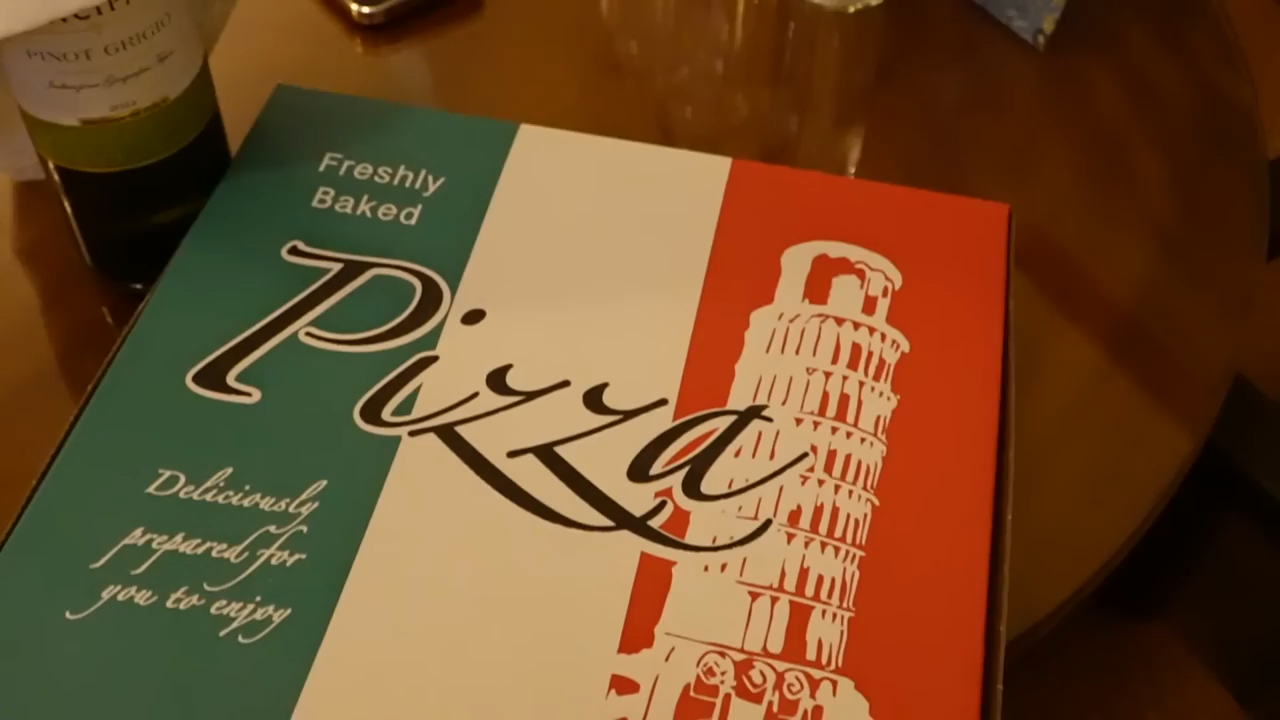 PINOT GRIGIO
Freshly
Baked
Pizza
Deliciously
prepared for
you to enjoy